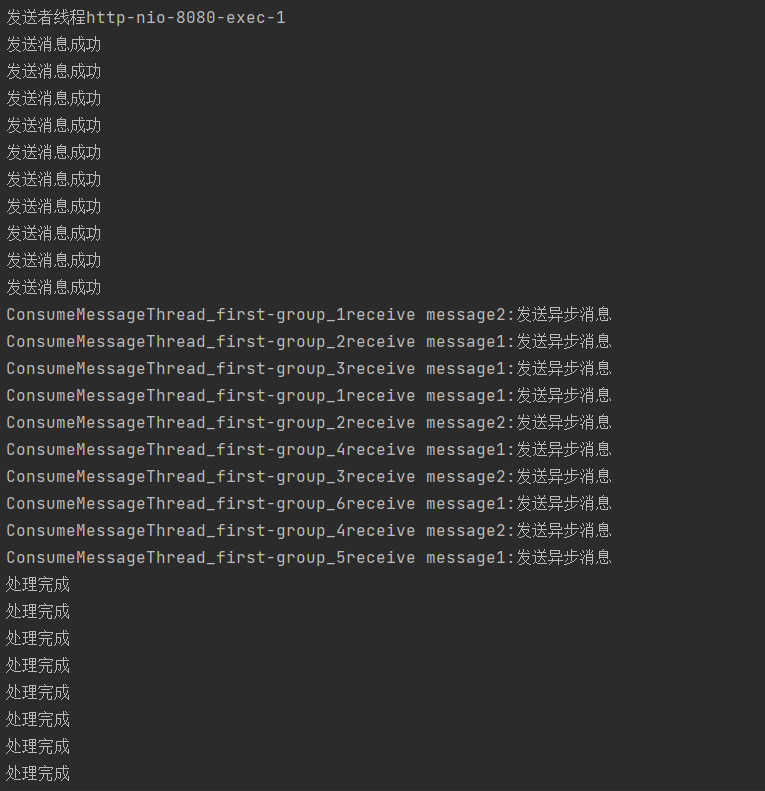 发送者线程http-nio-8080-exec-1
发送消息成功
发送消息成功
发送消息成功
发送消息成功
发送消息成功
发送消息成功
发送消息成功
发送消息成功
发送消息成功
发送消息成功
ConsumeMessageThread_first-group_1receive message2:发送异步消息
ConsumeMessageThread_first-group_2receive message1:发送异步消息
ConsumeMessageThread_first-group_3receive message1:发送异步消息
ConsumeMessageThread_first-group_1receive message1:发送异步消息
ConsumeMessageThread_first-group_2receive message2:发送异步消息
ConsumeMessageThread_first-group_4receive message1:发送异步消息
ConsumeMessageThread_first-group_3receive message2:发送异步消息
ConsumeMessageThread_first-group_6receive message1:发送异步消息
ConsumeMessageThread_first-group_4receive message2:发送异步消息
ConsumeMessageThread_first-group_5receive message1:发送异步消息
处理完成
处理完成
处理完成
处理完成
处理完成
处理完成
处理完成
处理完成